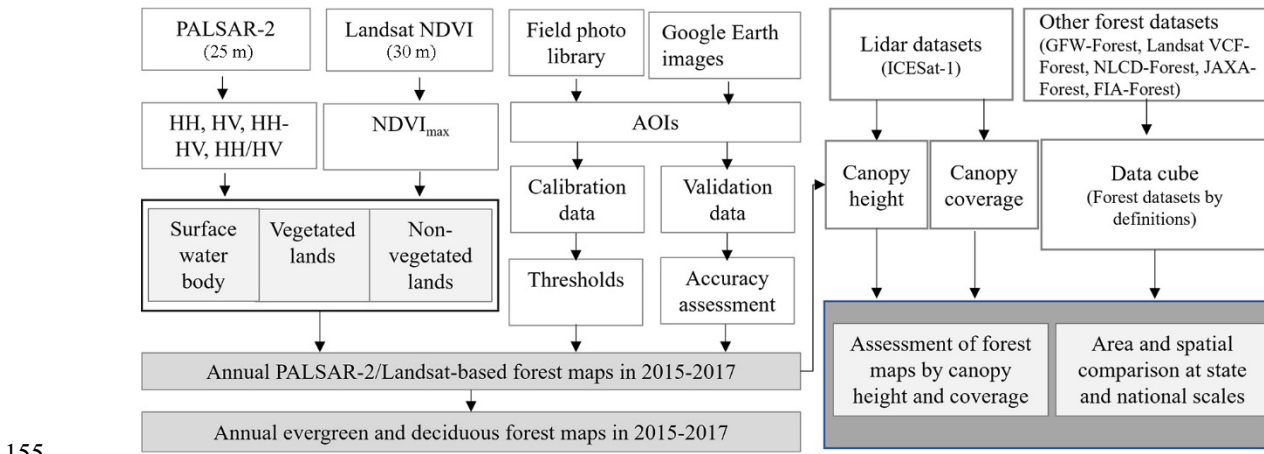 PALSAR-2
(25 m)
Landsat NDVI
(30 m)
Field photo
library
Google Earth
images
Lidar datasets
(ICESat-1)
Other forest datasets
(GFW-Forest, Landsat VCF-
Forest, NLCD-Forest, JAXA-
Forest, FIA-Forest)
HH, HV, HH-
HV, HH/HV
NDVImax
AOIs
Canopy
height
Canopy
coverage
Data cube
(Forest datasets by
definitions)
Calibration
data
Validation
data
Surface
water
body
Vegetated
lands
Non-
vegetated
lands
Thresholds
Accuracy
assessment
Annual PALSAR-2/Landsat-based forest maps in 2015-2017
Annual evergreen and deciduous forest maps in 2015-2017
Assessment of forest
maps by canopy
height and coverage
Area and spatial
comparison at state
and national scales
155